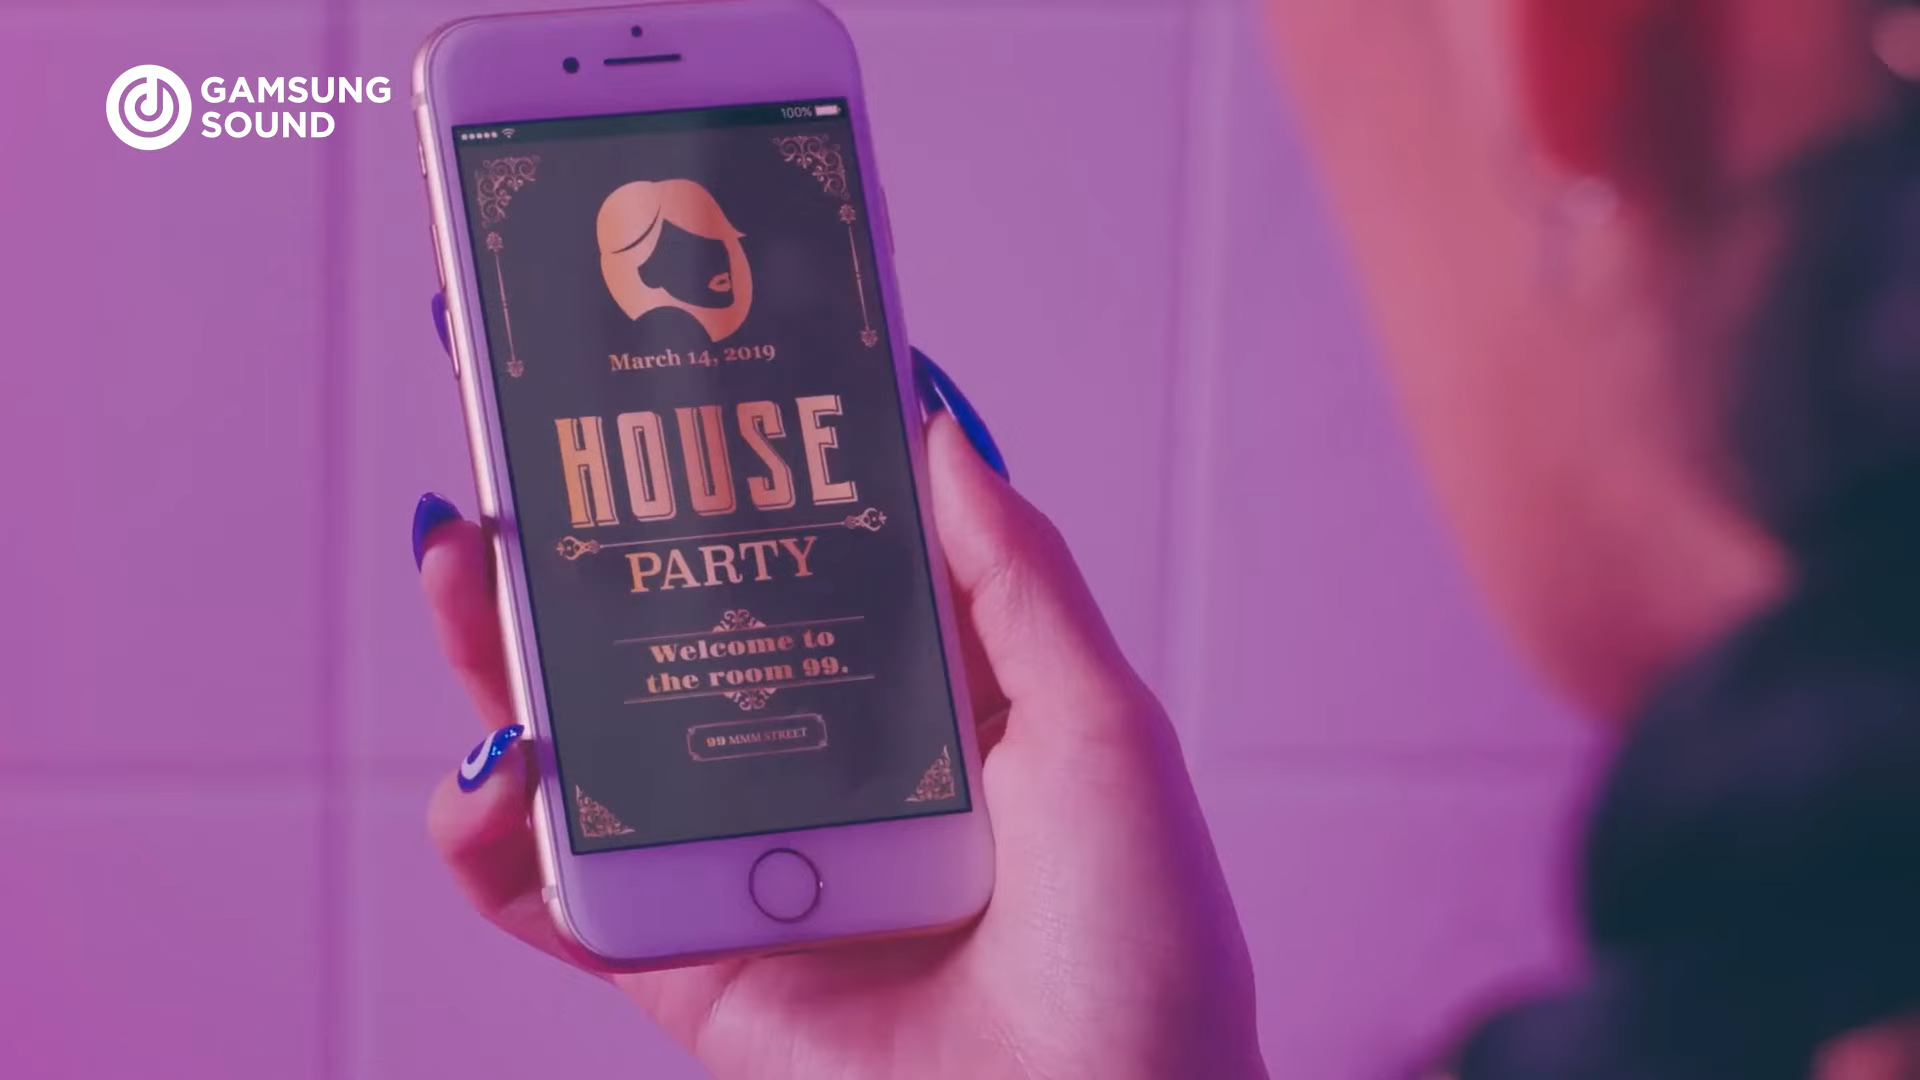 GAMSUNG
SOUND
100%
March 14, 2019
HOUSE
PARTY
Welcome to
the room 99.
99 MMM STREET